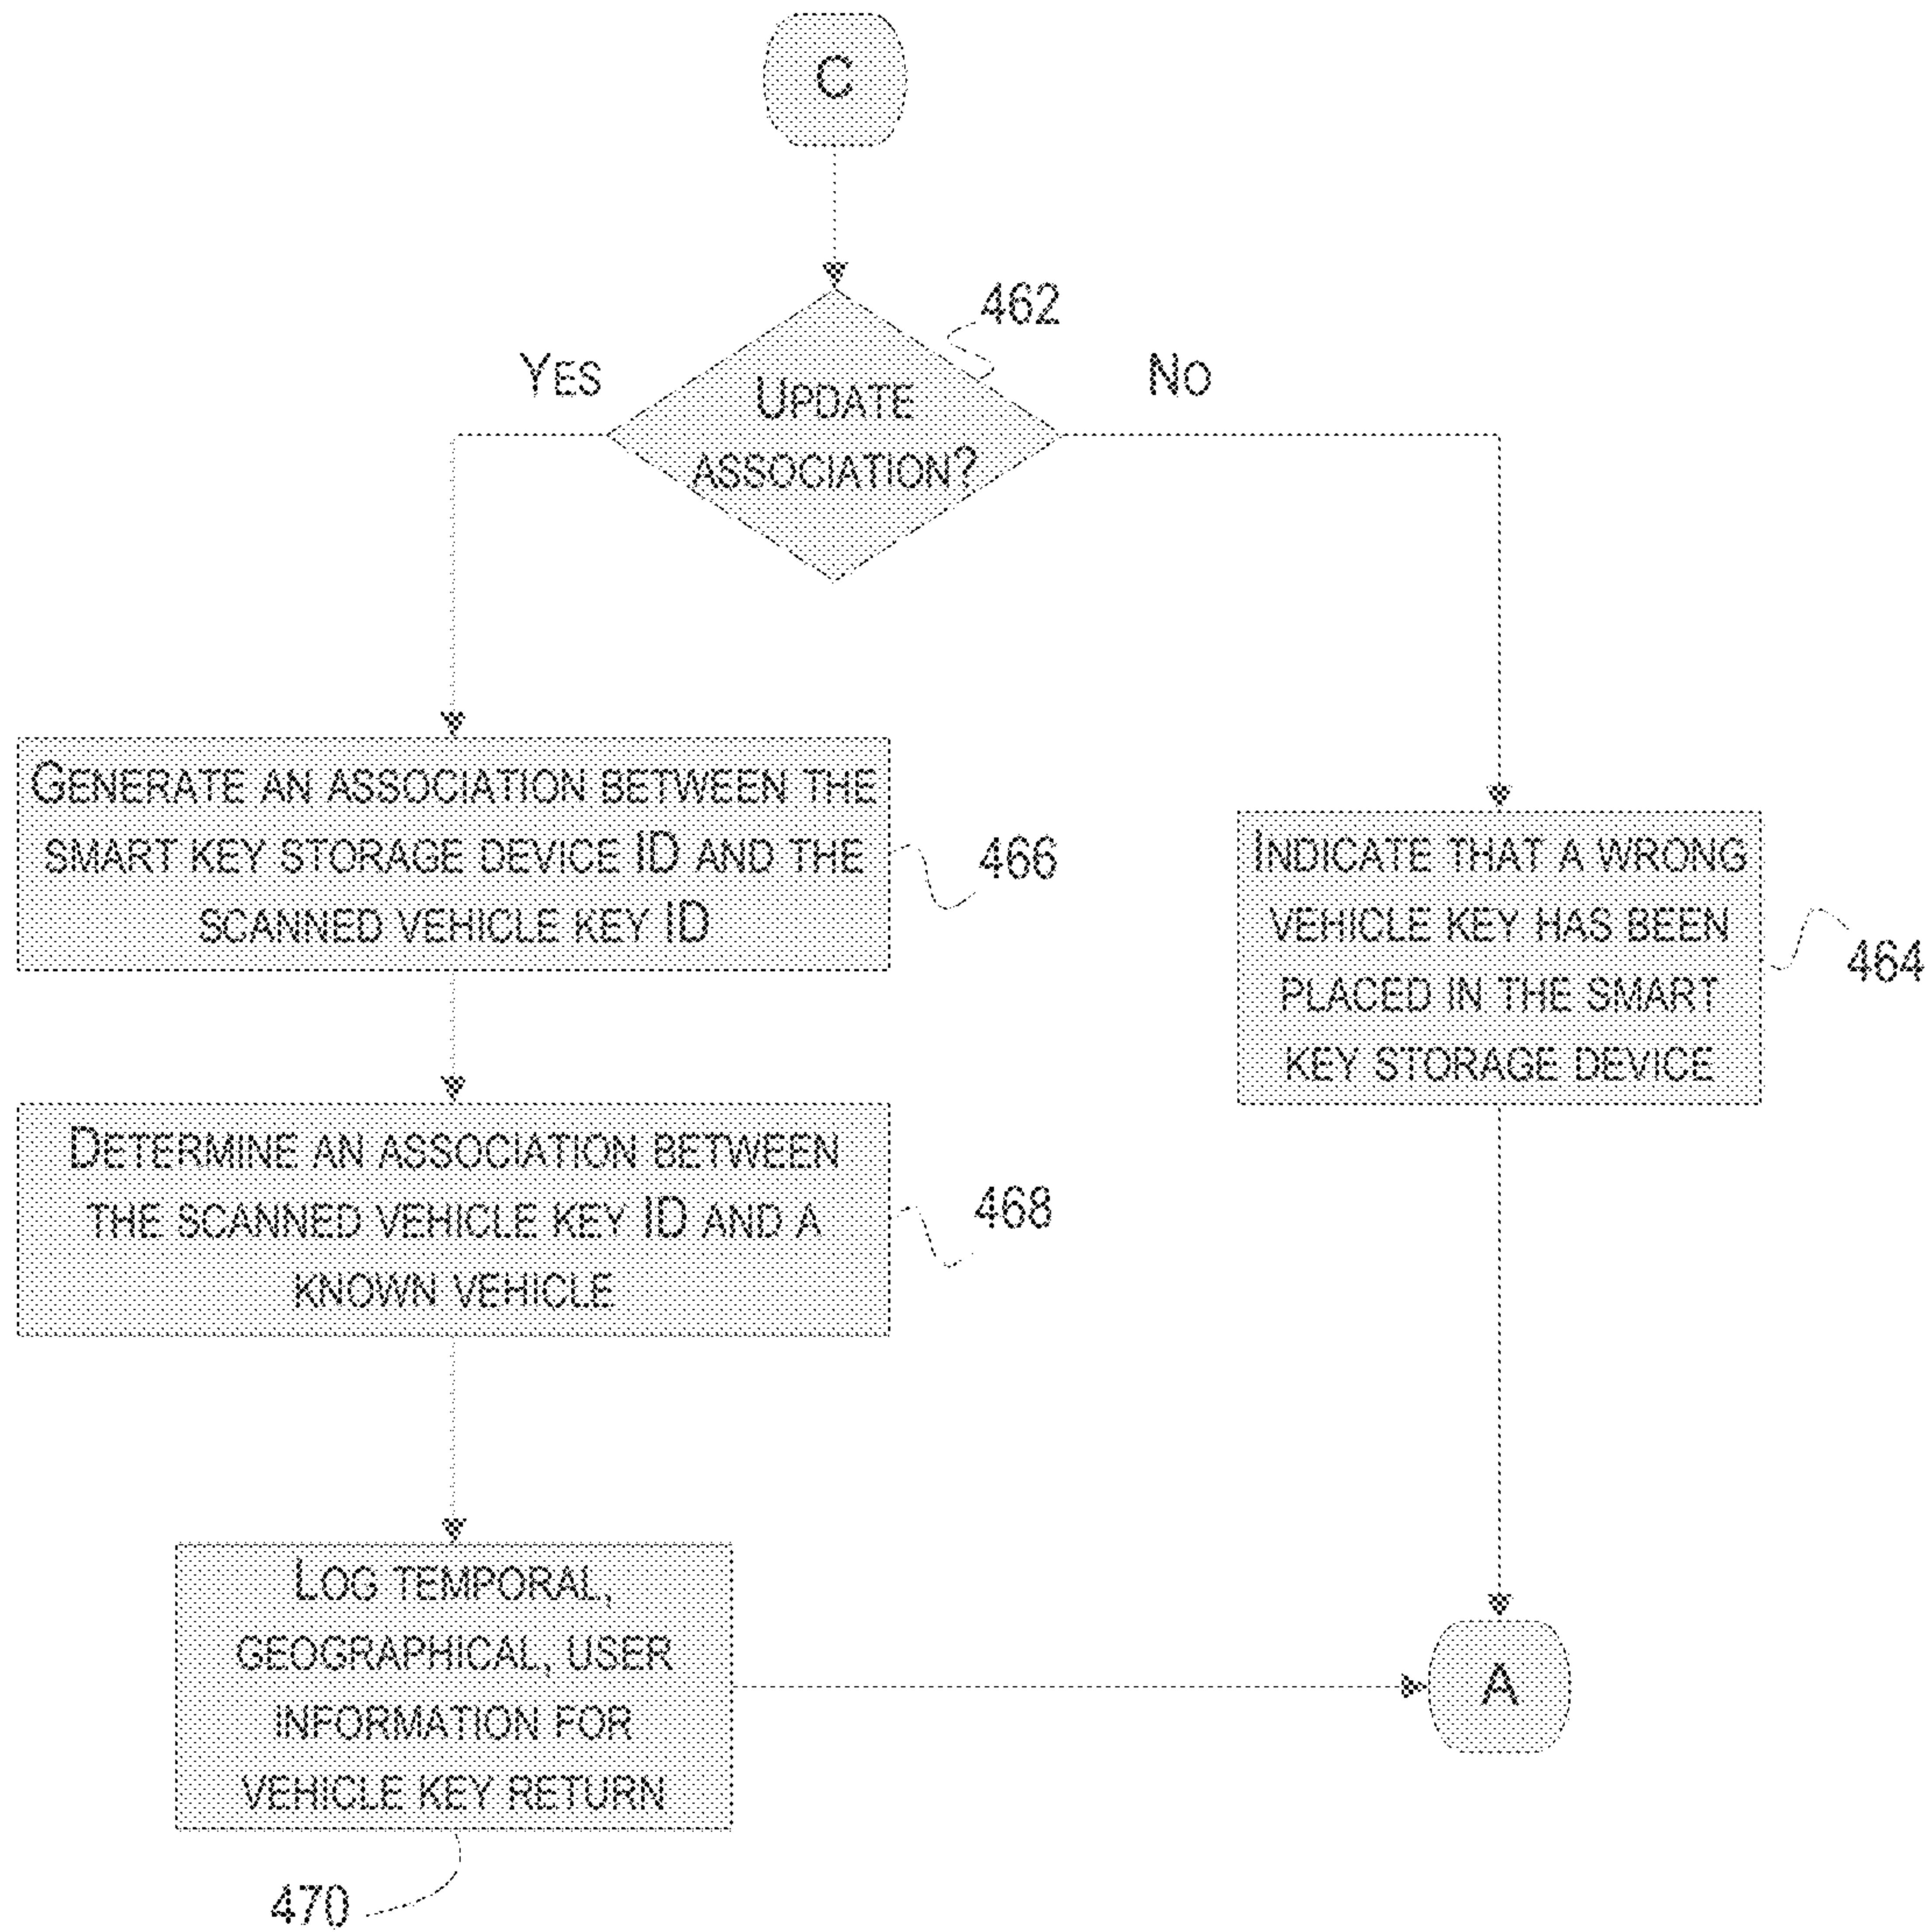 C
462
YES
NO
UPDATE
ASSOCIATION?
GENERATE AN ASSOCIATION BETWEEN THE
SMART KEY STORAGE DEVICE ID AND THE
SCANNED VEHICLE KEY ID
466
INDICATE THAT A WRONG
VEHICLE KEY HAS BEEN
PLACED IN THE SMART
KEY STORAGE DEVICE
464
DETERMINE AN ASSOCIATION BETWEEN
THE SCANNED VEHICLE KEY ID AND A
KNOWN VEHICLE
468
LOG TEMPORAL,
GEOGRAPHICAL, USER
INFORMATION FOR
VEHICLE KEY RETURN
A
470